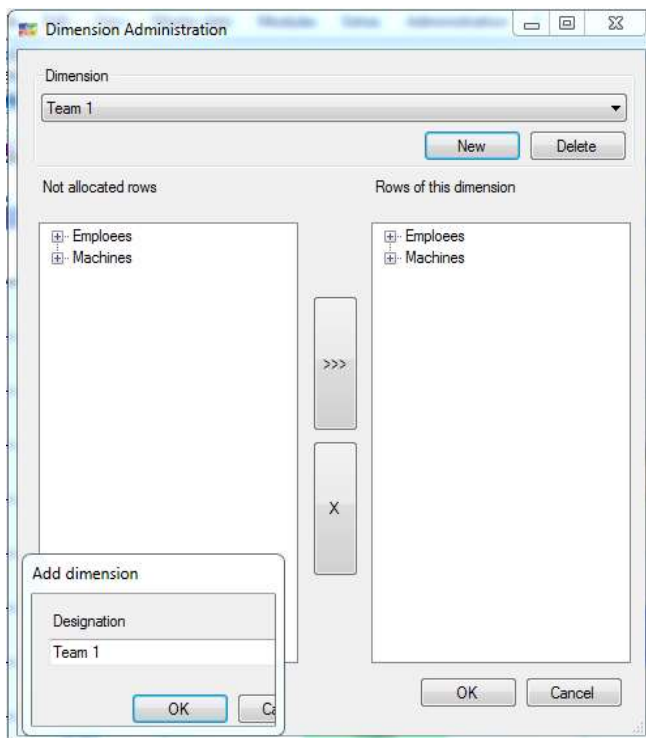 Dimension Administration
Dimension
Team 1
New
Delete
Not allocated rows
Rows of this dimension
Emploees
Machines
Emploees
Machines
>>>
X
Add dimension
Designation
Team 1
OK
OK
Cancel